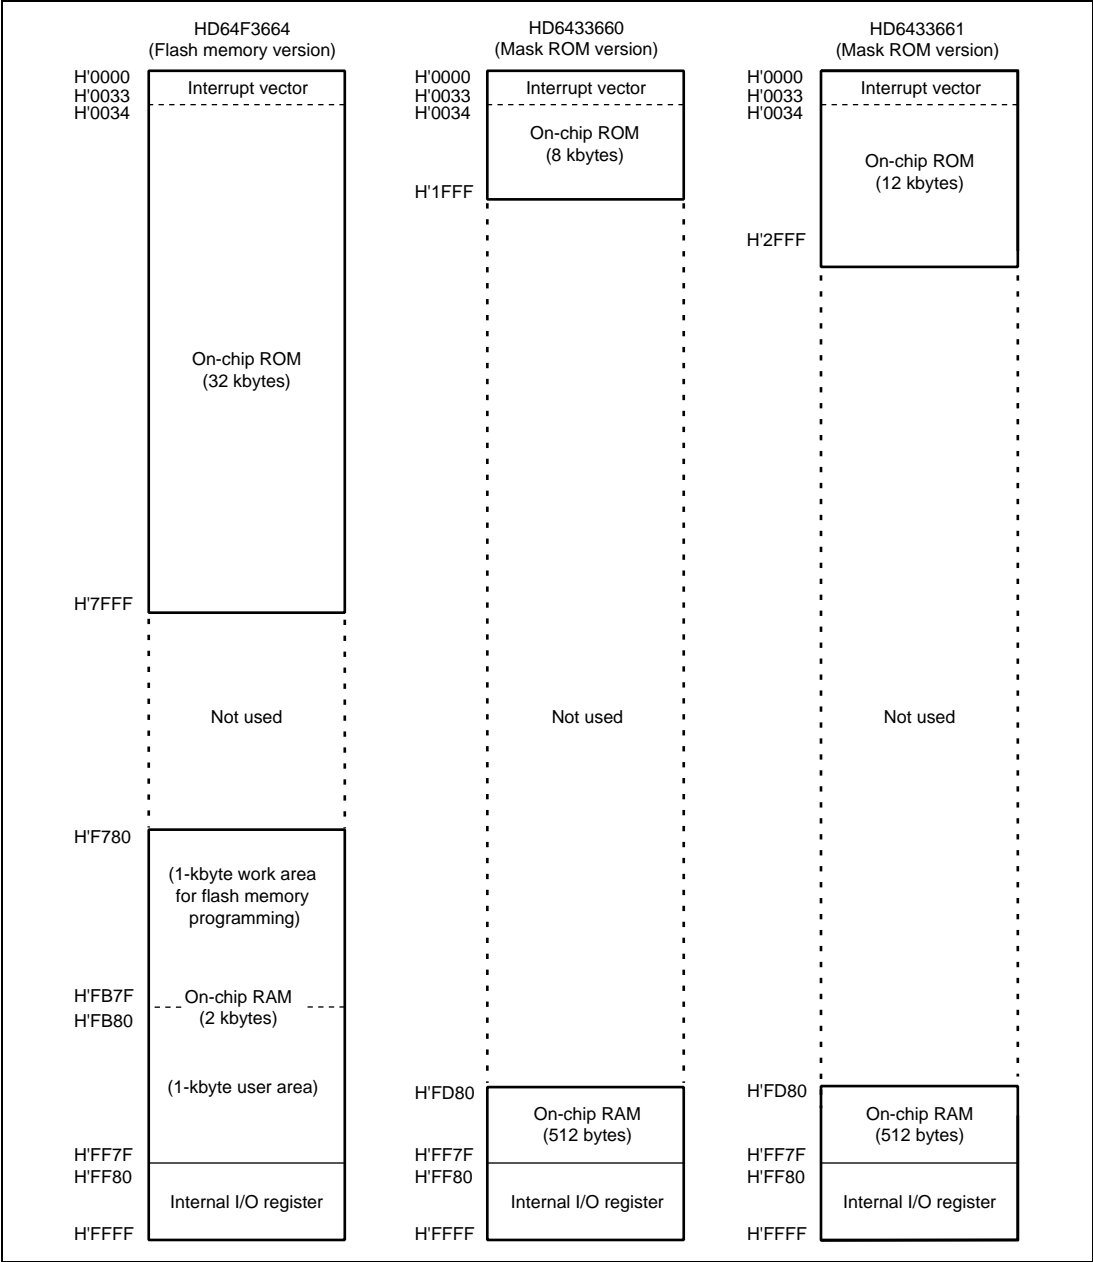 HD64F3664
(Flash memory version)
H'0000
H'0033
H'0034
Interrupt vector
On-chip ROM
(32 kbytes)
H'7FFF
Not used
H'F780
(1-kbyte work area
for flash memory
programming)
H'FB7F
H'FB80
On-chip RAM
(2 kbytes)
(1-kbyte user area)
H'FF7F
H'FF80
Internal I/O register
H'FFFF
HD6433660
(Mask ROM version)
H'0000
H'0033
H'0034
Interrupt vector
On-chip ROM
(8 kbytes)
H'1FFF
Not used
H'FD80
On-chip RAM
(512 bytes)
H'FF7F
H'FF80
Internal I/O register
H'FFFF
HD6433661
(Mask ROM version)
H'0000
H'0033
H'0034
Interrupt vector
On-chip ROM
(12 kbytes)
H'2FFF
Not used
H'FD80
On-chip RAM
(512 bytes)
H'FF7F
H'FF80
Internal I/O register
H'FFFF